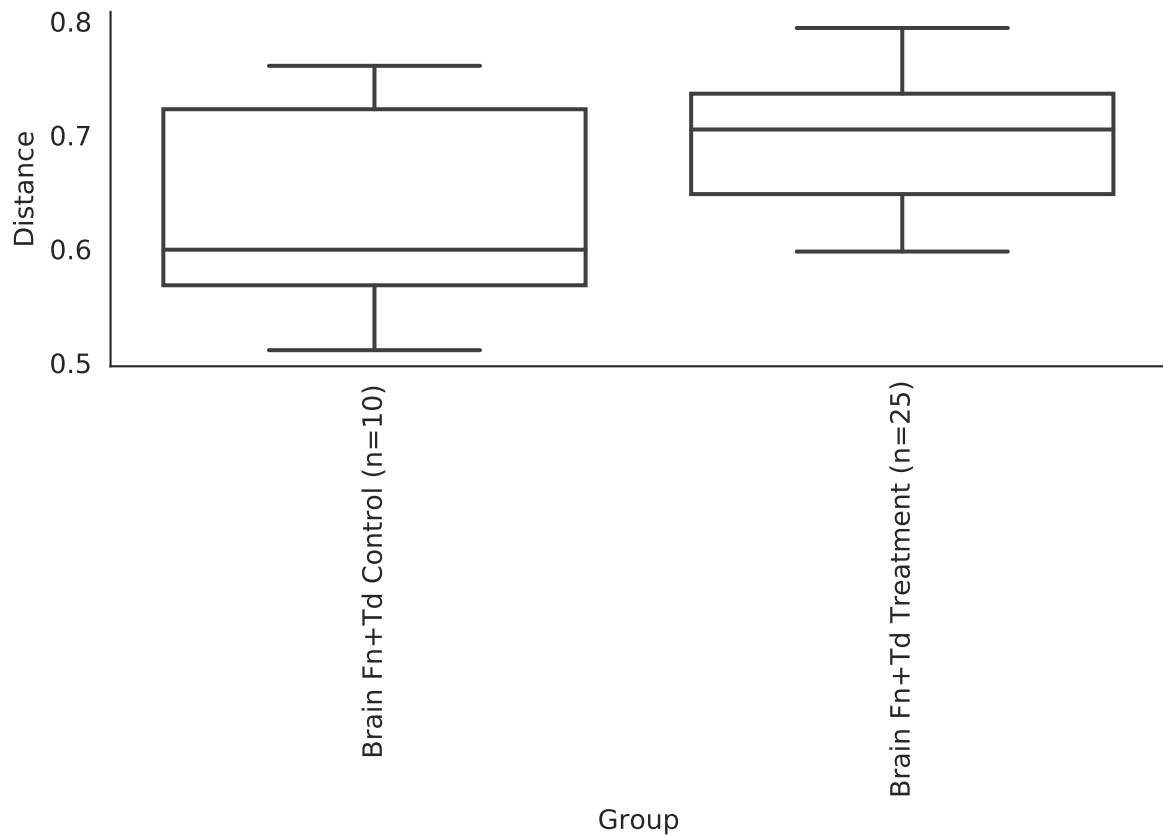 0.8
0.7
0.6
0.5
Distance
Brain Fn+Td Control (n=10)
Brain Fn+Td Treatment (n=25)
Group